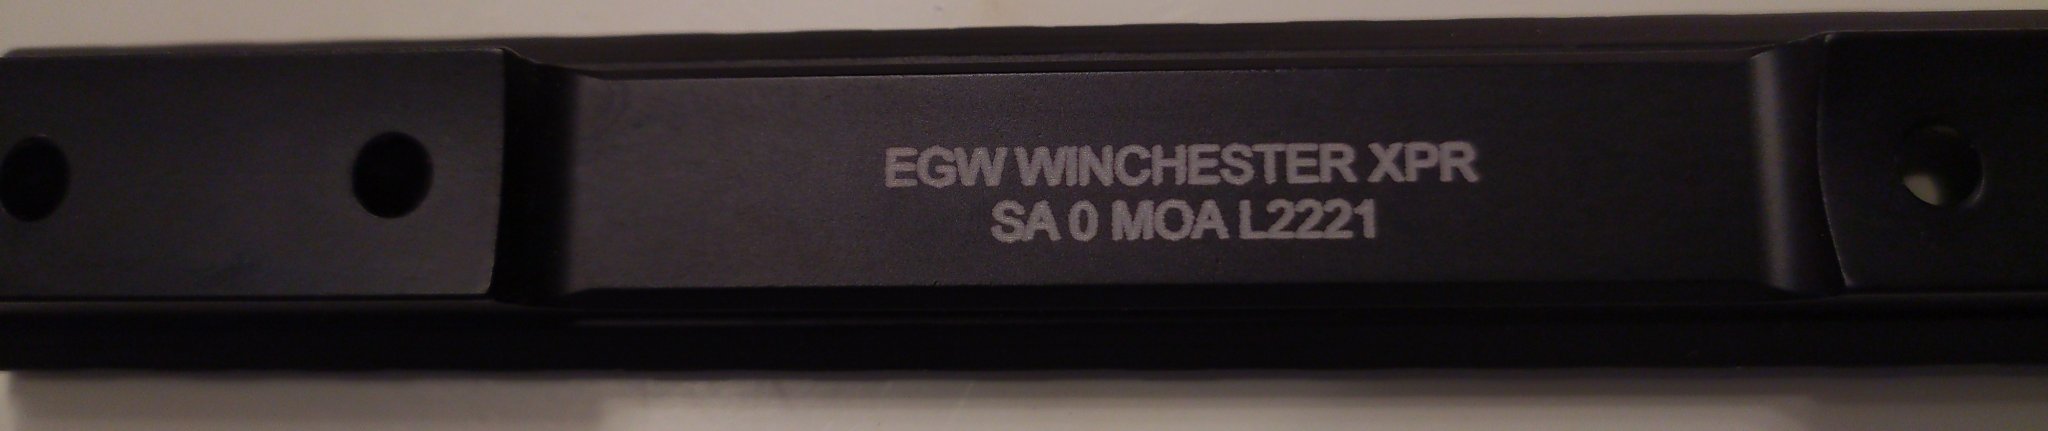 EGW WINCHESTER XPR
SA 0 MOA L2221